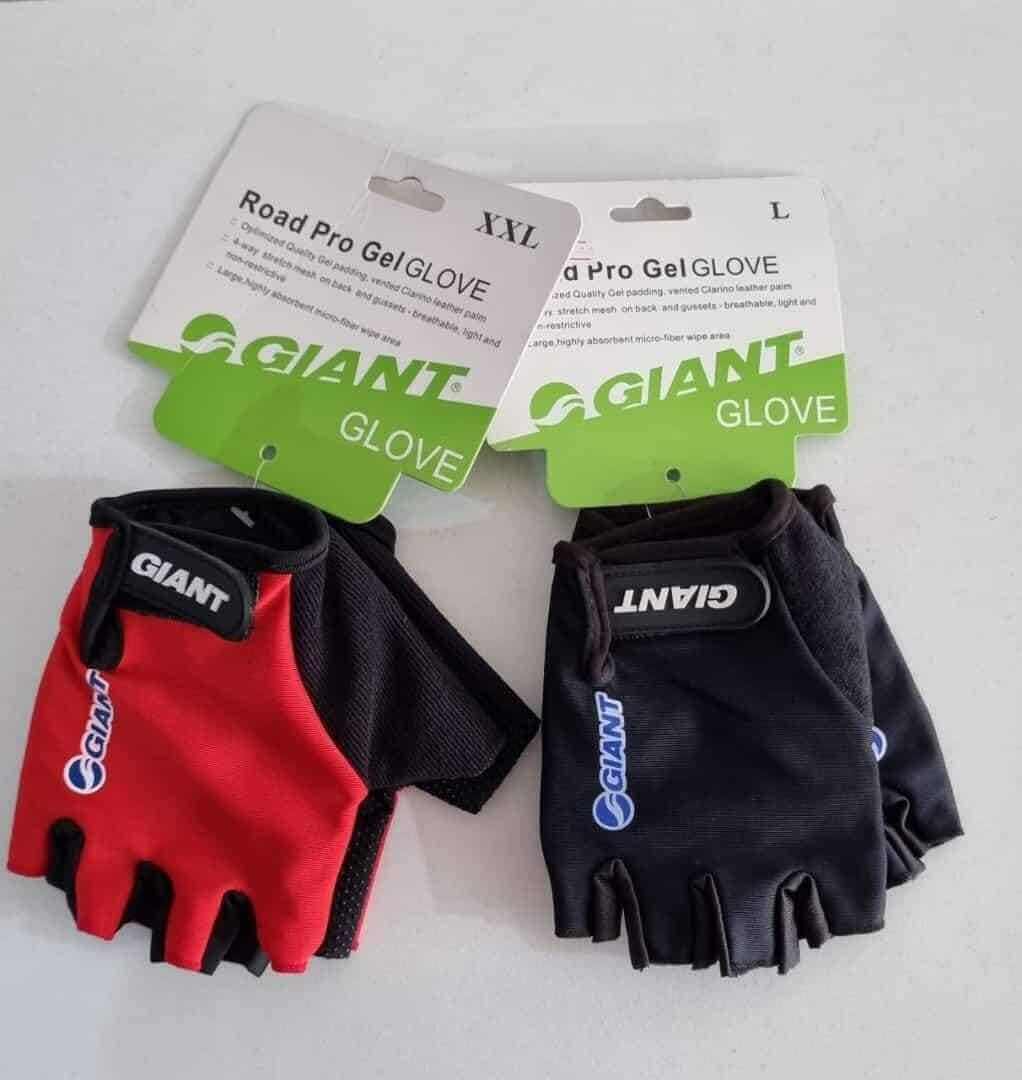 XXL
Road Pro Gel GLOVE
Optimized Quality Gel padding, vented Clarino leather palm
4-way stretch mesh on back and gussets - breathable, light and
non-restrictive
Large,highly absorbent micro-fiber wipe area
GIANT®
GLOVE
L
d Pro Gel GLOVE
ized Quality Gel padding, vented Clarino leather palm
y stretch mesh on back and gussets - breathable, light and
n-restrictive
arge,highly absorbent micro-fiber wipe area
GIANT®
GLOVE
GIANT
GIANT
GIANT
GIANT